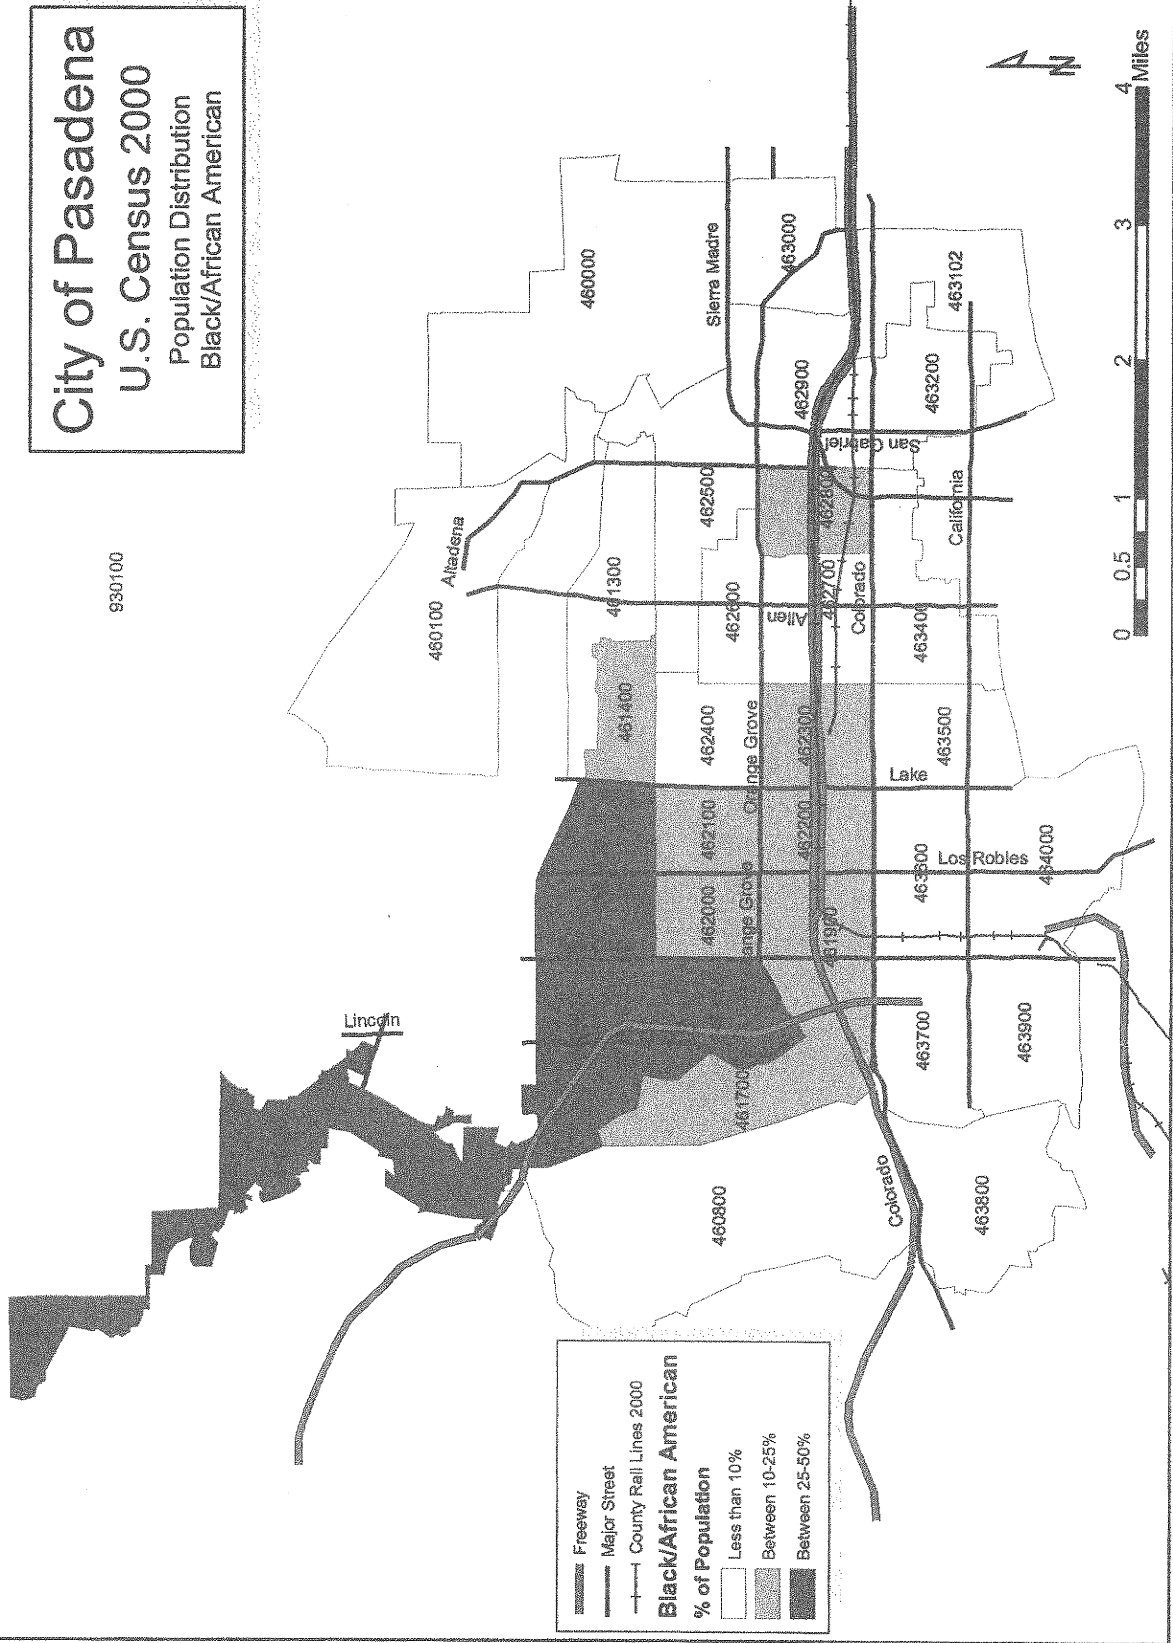 City of Pasadena
U.S. Census 2000
Population Distribution
Black/African American
930100
460100
Altadena
460000
461300
461400
462500
462600
462400
462100
462000
Sierra Madre
463000
462900
Orange Grove
ange Grove
Allen
462800
462700
462300
462200
461900
461700
San Gabriel
Colorado
463102
463200
California
463400
463500
Lake
463600
Los Robles
464000
463700
463900
Lincoln
460800
Colorado
463800
N
0 0.5 1 2 3 4
Miles
Freeway
Major Street
County Rail Lines 2000
Black/African American
% of Population
Less than 10%
Between 10-25%
Between 25-50%